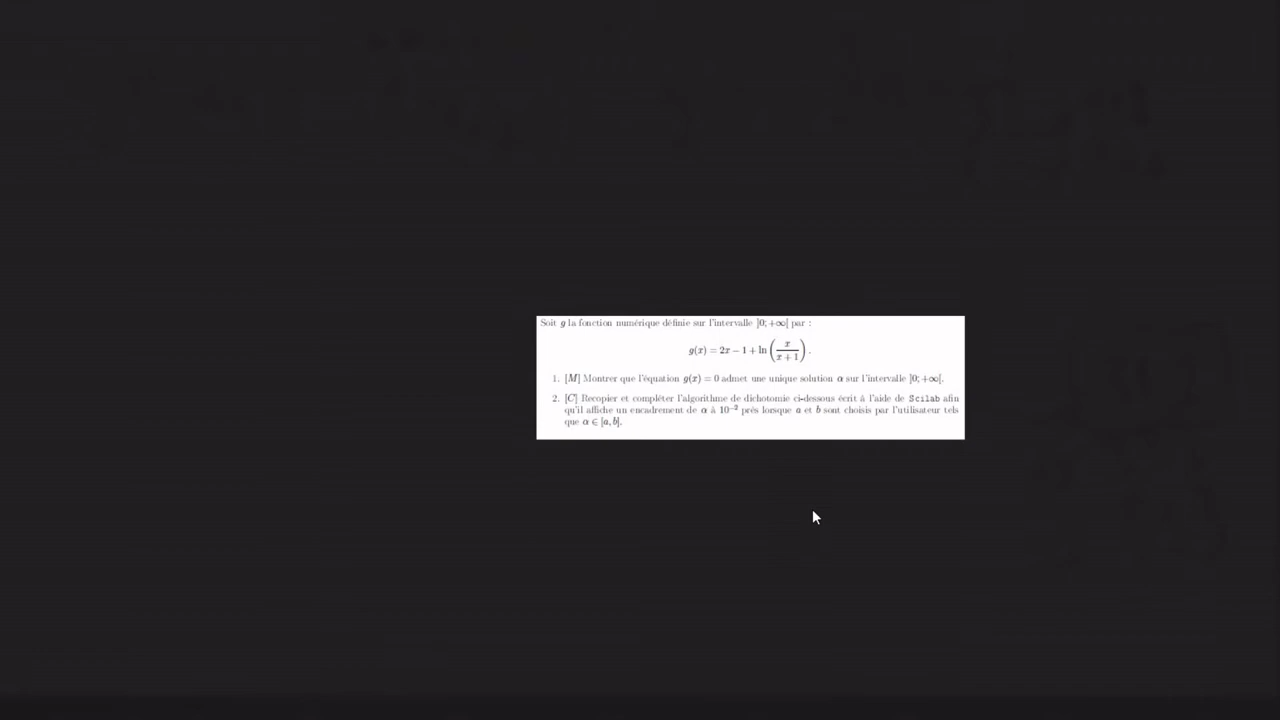 Soit g la fonction numérique définie sur l'intervalle ]0; +∞[ par :
g(x) = 2x − 1 + ln(x/(x+1)).
1. [M] Montrer que l'équation g(x) = 0 admet une unique solution α sur l'intervalle ]0; +∞[.
2. [C] Recopier et compléter l'algorithme de dichotomie ci-dessous écrit à l'aide de Scilab afin
qu'il affiche un encadrement de α à 10⁻² près lorsque a et b sont choisis par l'utilisateur tels
que α ∈ [a, b].